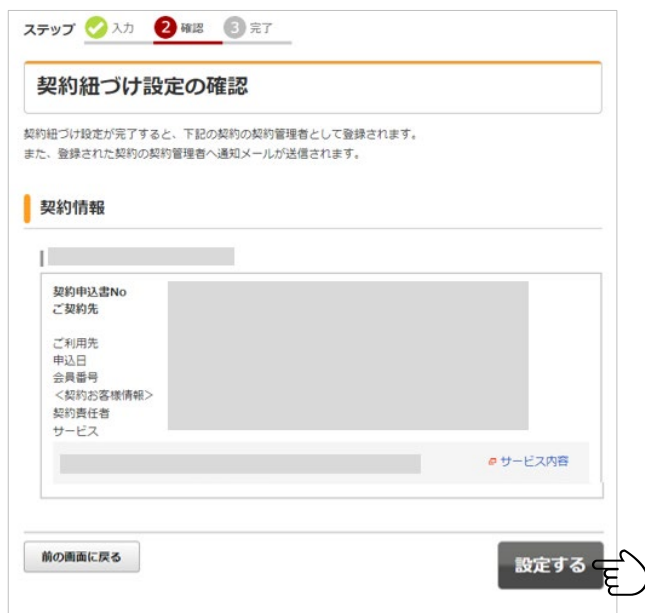 ステップ 入力 2 確認 3 完了
契約紐づけ設定の確認
契約紐づけ設定が完了すると、下記の契約の契約管理者として登録されます。
また、登録された契約の契約管理者へ通知メールが送信されます。
契約情報
契約申込書No
ご契約先
ご利用先
申込日
会員番号
<契約お客様情報>
契約責任者
サービス
サービス内容
前の画面に戻る
設定する